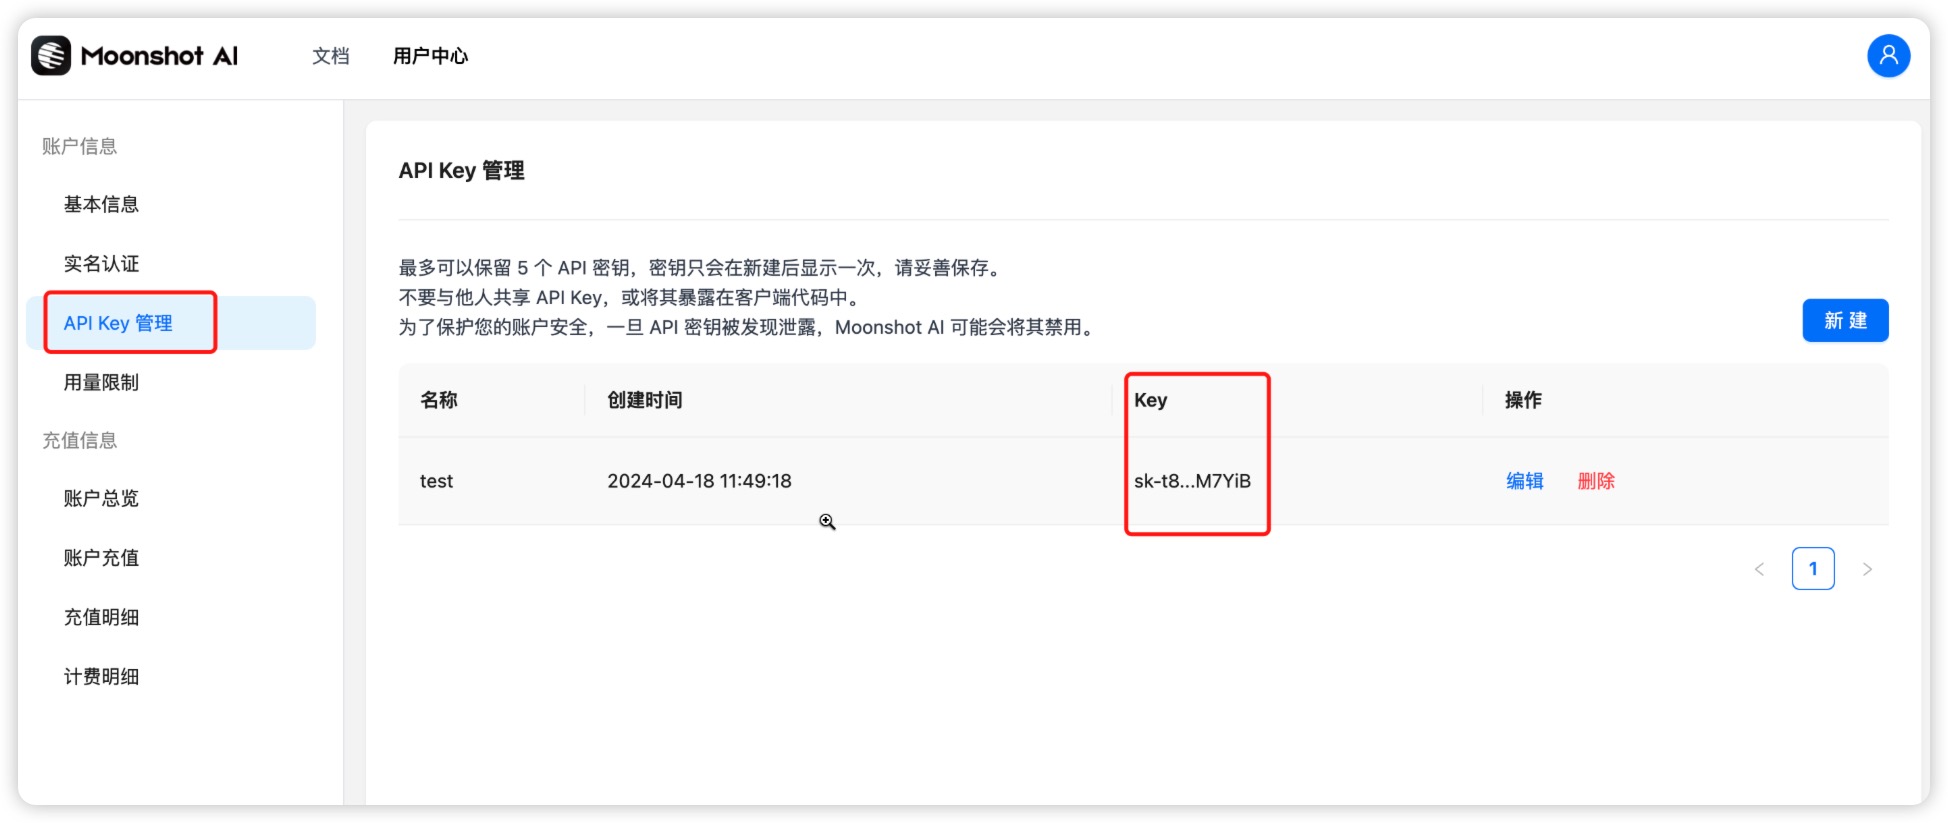 Moonshot AI
文档
用户中心
账户信息
基本信息
实名认证
API Key 管理
用量限制
充值信息
账户总览
账户充值
充值明细
计费明细
API Key 管理
最多可以保留 5 个 API 密钥，密钥只会在新建后显示一次，请妥善保存。
不要与他人共享 API Key，或将其暴露在客户端代码中。
为了保护您的账户安全，一旦 API 密钥被发现泄露，Moonshot AI 可能会将其禁用。
新 建
名称 创建时间 Key 操作
test 2024-04-18 11:49:18 sk-t8...M7YiB 编辑 删除
< 1 >